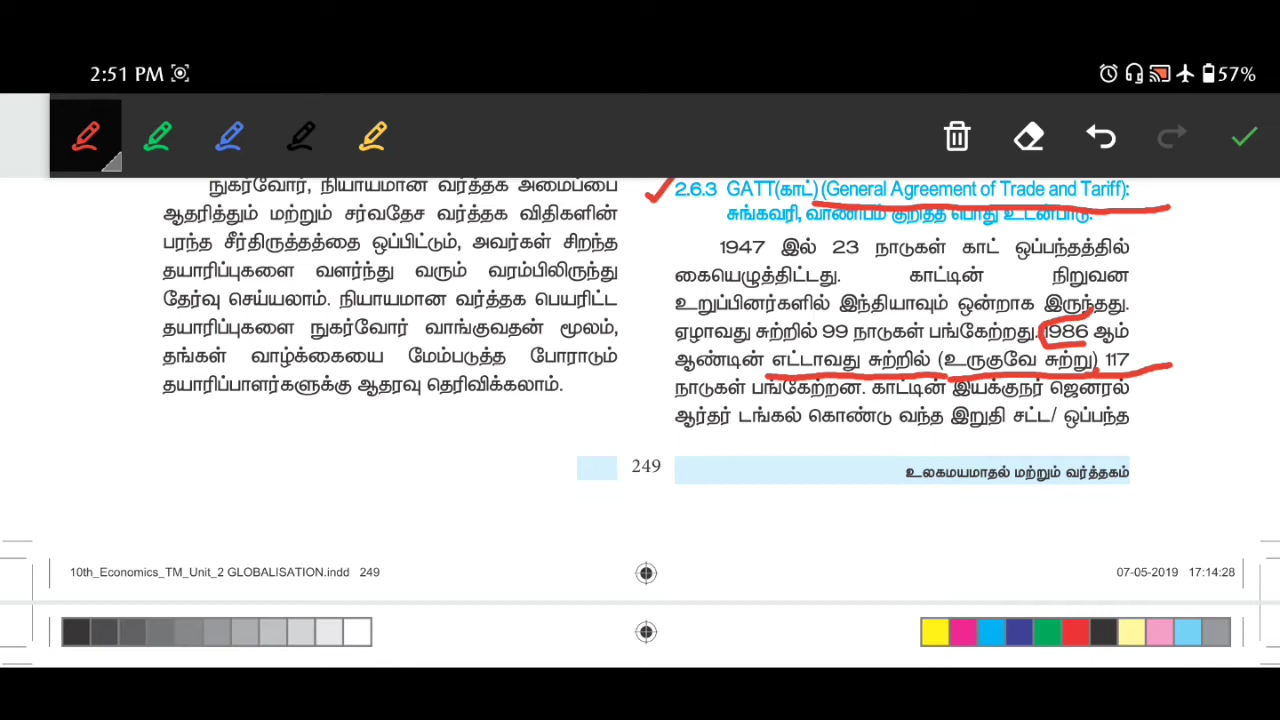 2:51 PM
57%
நுகர்வோர், நியாயமான வர்த்தக அமைப்பை
ஆதரித்தும் மற்றும் சர்வதேச வர்த்தக விதிகளின்
பரந்த சீர்திருத்தத்தை ஒப்பிட்டும், அவர்கள் சிறந்த
தயாரிப்புகளை வளர்ந்து வரும் வரம்பிலிருந்து
தேர்வு செய்யலாம். நியாயமான வர்த்தக பெயரிட்ட
தயாரிப்புகளை நுகர்வோர் வாங்குவதன் மூலம்,
தங்கள் வாழ்க்கையை மேம்படுத்த போராடும்
தயாரிப்பாளர்களுக்கு ஆதரவு தெரிவிக்கலாம்.
2.6.3 GATT(காட்) (General Agreement of Trade and Tariff):
சுங்கவரி, வாணிபம் குறித்த பொது உடன்பாடு:
1947 இல் 23 நாடுகள் காட் ஒப்பந்தத்தில்
கையெழுத்திட்டது. காட்டின் நிறுவன
உறுப்பினர்களில் இந்தியாவும் ஒன்றாக இருந்தது.
ஏழாவது சுற்றில் 99 நாடுகள் பங்கேற்றது. 1986 ஆம்
ஆண்டின் எட்டாவது சுற்றில் (உருகுவே சுற்று) 117
நாடுகள் பங்கேற்றன. காட்டின் இயக்குநர் ஜெனரல்
ஆர்தர் டங்கல் கொண்டு வந்த இறுதி சட்ட/ ஒப்பந்த
249
உலகமயமாதல் மற்றும் வர்த்தகம்
10th_Economics_TM_Unit_2 GLOBALISATION.indd 249
07-05-2019 17:14:28